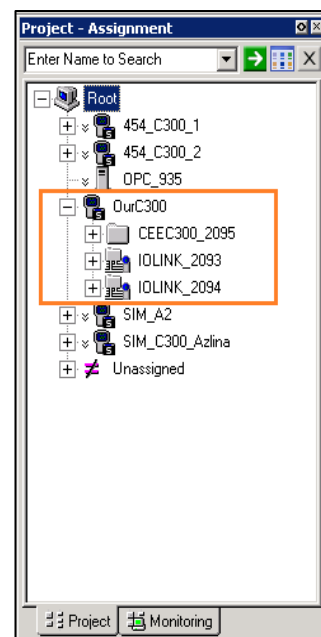 Project - Assignment
Enter Name to Search
Root
454_C300_1
454_C300_2
OPC_935
OurC300
CEEC300_2095
IOLINK_2093
IOLINK_2094
SIM_A2
SIM_C300_Azlina
Unassigned
Project Monitoring